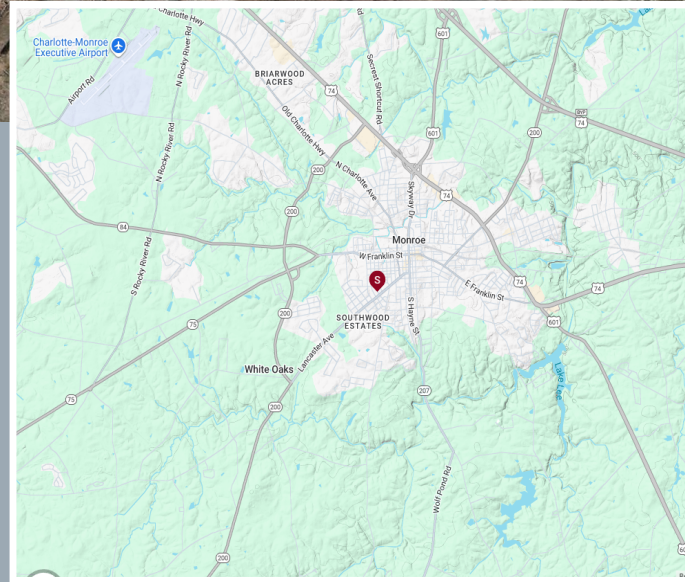 Charlotte Hwy
601
Charlotte-Monroe
Executive Airport
N Rocky River Rd
BRIARWOOD
ACRES
Secrest Shortcut Rd
74
Airport Rd
Old Charlotte Hwy
BYP
74
601
200
N Rocky River Rd
200
N Charlotte Ave
Skyway Dr
74
200
84
Monroe
W Franklin St
S Rocky River Rd
S
E Franklin St
74
74
200
SOUTHWOOD
ESTATES
S Hayne St
601
75
Lancaster Ave
White Oaks
Lake Lee
207
75
200
Wolf Pond Rd
200